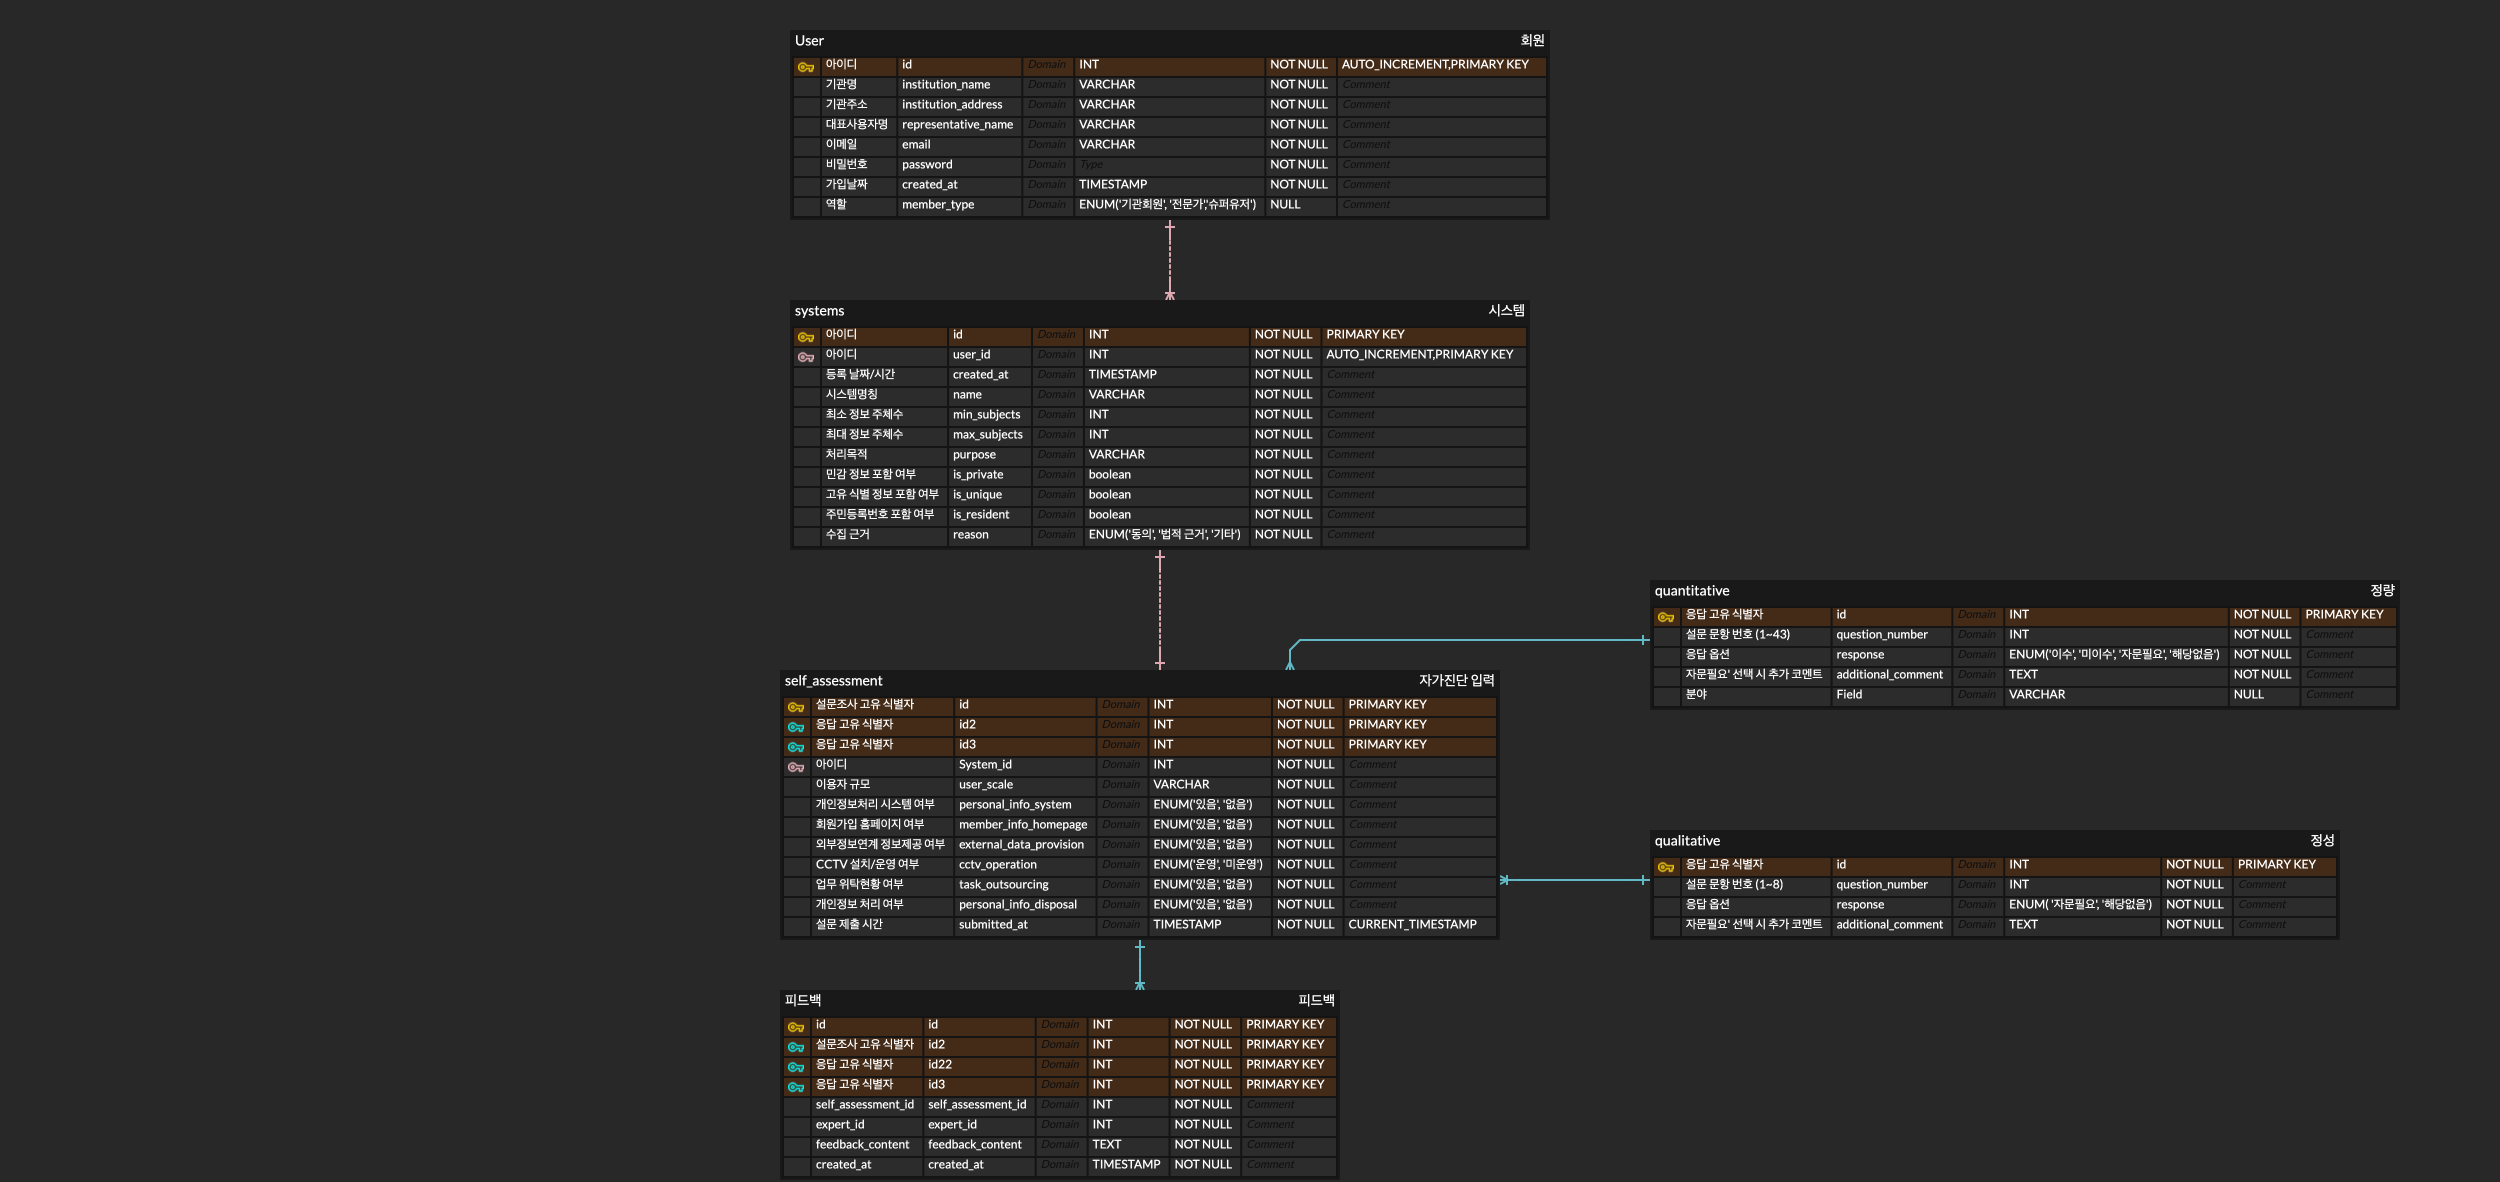 User 회원
아이디 id Domain INT NOT NULL AUTO_INCREMENT,PRIMARY KEY
기관명 institution_name Domain VARCHAR NOT NULL Comment
기관주소 institution_address Domain VARCHAR NOT NULL Comment
대표사용자명 representative_name Domain VARCHAR NOT NULL Comment
이메일 email Domain VARCHAR NOT NULL Comment
비밀번호 password Domain Type NOT NULL Comment
가입날짜 created_at Domain TIMESTAMP NOT NULL Comment
역할 member_type Domain ENUM('기관회원', '전문가','슈퍼유저') NULL Comment
systems 시스템
아이디 id Domain INT NOT NULL PRIMARY KEY
아이디 user_id Domain INT NOT NULL AUTO_INCREMENT,PRIMARY KEY
등록 날짜/시간 created_at Domain TIMESTAMP NOT NULL Comment
시스템명칭 name Domain VARCHAR NOT NULL Comment
최소 정보 주체수 min_subjects Domain INT NOT NULL Comment
최대 정보 주체수 max_subjects Domain INT NOT NULL Comment
처리목적 purpose Domain VARCHAR NOT NULL Comment
민감 정보 포함 여부 is_private Domain boolean NOT NULL Comment
고유 식별 정보 포함 여부 is_unique Domain boolean NOT NULL Comment
주민등록번호 포함 여부 is_resident Domain boolean NOT NULL Comment
수집 근거 reason Domain ENUM('동의', '법적 근거', '기타') NOT NULL Comment
quantitative 정량
응답 고유 식별자 id Domain INT NOT NULL PRIMARY KEY
설문 문항 번호 (1~43) question_number Domain INT NOT NULL Comment
응답 옵션 response Domain ENUM('이수', '미이수', '자문필요', '해당없음') NOT NULL Comment
자문필요' 선택 시 추가 코멘트 additional_comment Domain TEXT NOT NULL Comment
분야 Field Domain VARCHAR NULL Comment
self_assessment 자가진단 입력
설문조사 고유 식별자 id Domain INT NOT NULL PRIMARY KEY
응답 고유 식별자 id2 Domain INT NOT NULL PRIMARY KEY
응답 고유 식별자 id3 Domain INT NOT NULL PRIMARY KEY
아이디 System_id Domain INT NOT NULL Comment
이용자 규모 user_scale Domain VARCHAR NOT NULL Comment
개인정보처리 시스템 여부 personal_info_system Domain ENUM('있음', '없음') NOT NULL Comment
회원가입 홈페이지 여부 member_info_homepage Domain ENUM('있음', '없음') NOT NULL Comment
외부정보연계 정보제공 여부 external_data_provision Domain ENUM('있음', '없음') NOT NULL Comment
CCTV 설치/운영 여부 cctv_operation Domain ENUM('운영','미운영') NOT NULL Comment
업무 위탁현황 여부 task_outsourcing Domain ENUM('있음', '없음') NOT NULL Comment
개인정보 처리 여부 personal_info_disposal Domain ENUM('있음', '없음') NOT NULL Comment
설문 제출 시간 submitted_at Domain TIMESTAMP NOT NULL CURRENT_TIMESTAMP
qualitative 정성
응답 고유 식별자 id Domain INT NOT NULL PRIMARY KEY
설문 문항 번호 (1~8) question_number Domain INT NOT NULL Comment
응답 옵션 response Domain ENUM( '자문필요', '해당없음') NOT NULL Comment
자문필요' 선택 시 추가 코멘트 additional_comment Domain TEXT NOT NULL Comment
피드백 피드백
id id Domain INT NOT NULL PRIMARY KEY
설문조사 고유 식별자 id2 Domain INT NOT NULL PRIMARY KEY
응답 고유 식별자 id22 Domain INT NOT NULL PRIMARY KEY
응답 고유 식별자 id3 Domain INT NOT NULL PRIMARY KEY
self_assessment_id self_assessment_id Domain INT NOT NULL Comment
expert_id expert_id Domain INT NOT NULL Comment
feedback_content feedback_content Domain TEXT NOT NULL Comment
created_at created_at Domain TIMESTAMP NOT NULL Comment